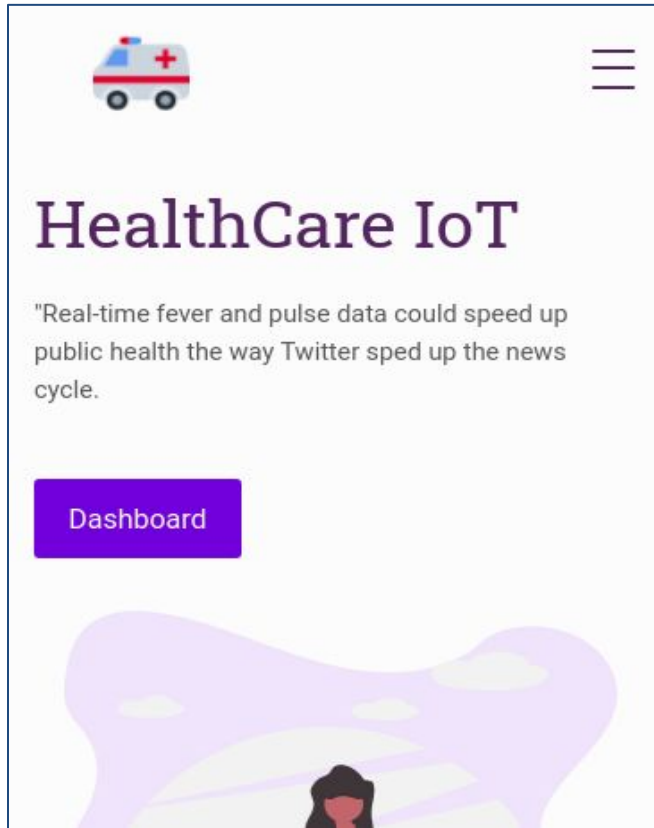 HealthCare IoT
"Real-time fever and pulse data could speed up
public health the way Twitter sped up the news
cycle.
Dashboard